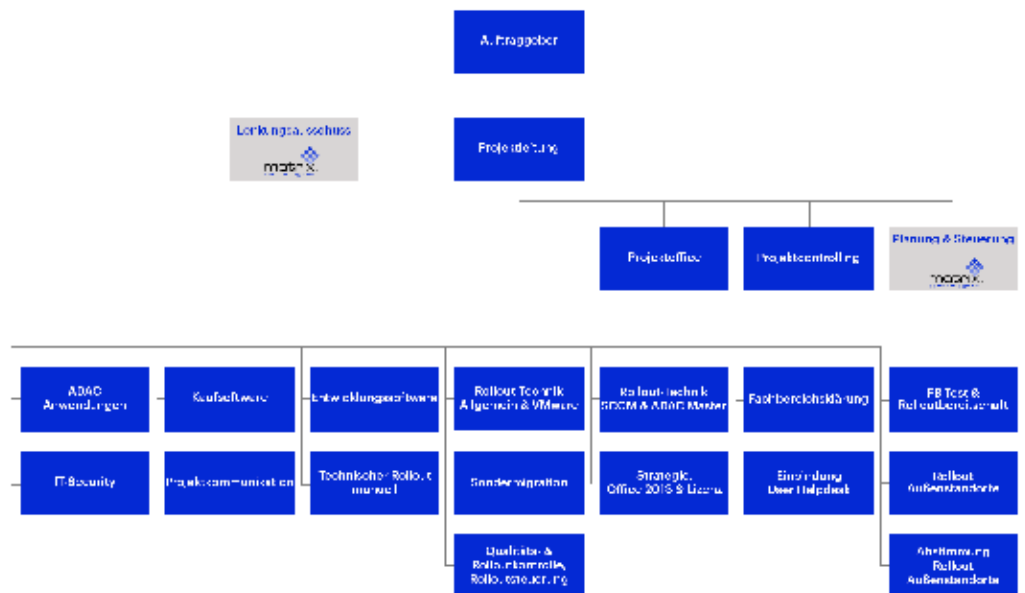 Auftraggeber
Lenkungsausschuss
matrix.
Projektleitung
Projektoffice
Projektcontrolling
Planung & Steuerung
matrix.
ADAC
Anwendungen
Kaufsoftware
Entwicklungssoftware
Rollout-Technik
Allgemein & VMware
Rollout-Technik
SCCM & ADAC Master
Fachbereichsklärung
FB Test &
Rolloutbereitschaft
IT-Security
Projektkommunikation
Technischer Rollout
manuell
Sondermigration
Strategie,
Office 2013 & Lizenz
Einbindung
User Helpdesk
Rollout
Außenstandorte
Qualitäts- &
Rolloutkontrolle,
Rolloutsteuerung
Abstimmung
Rollout
Außenstandorte